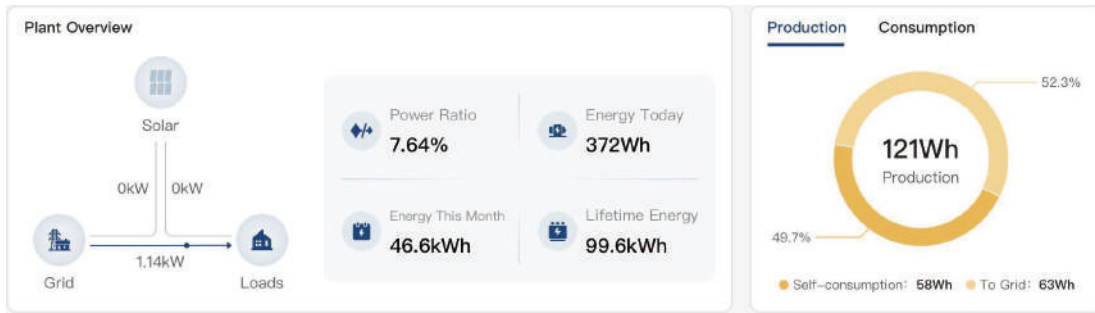 Plant Overview
Solar
0kW 0kW
1.14kW
Grid Loads
Power Ratio
7.64%
Energy Today
372Wh
Energy This Month
46.6kWh
Lifetime Energy
99.6kWh
Production Consumption
52.3%
121Wh
Production
49.7%
Self-consumption: 58Wh To Grid: 63Wh